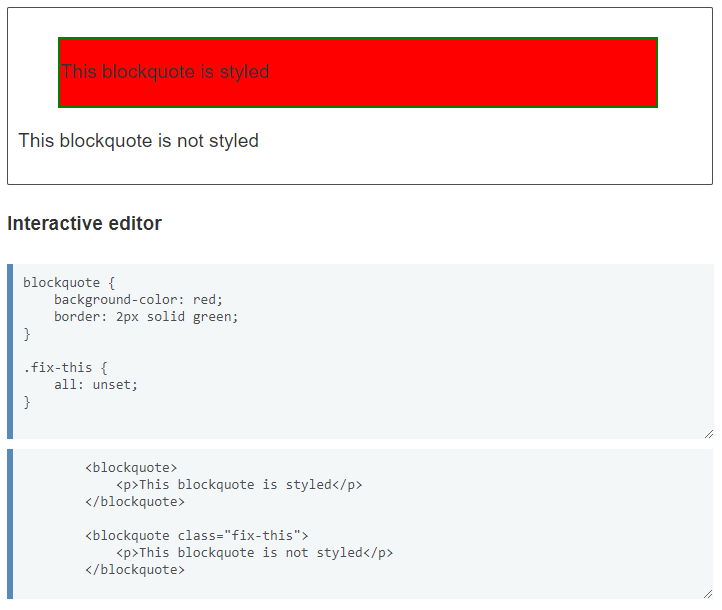 This blockquote is styled
This blockquote is not styled
Interactive editor
blockquote {
    background-color: red;
    border: 2px solid green;
}
.fix-this {
    all: unset;
}
<blockquote>
    <p>This blockquote is styled</p>
</blockquote>
<blockquote class="fix-this">
    <p>This blockquote is not styled</p>
</blockquote>